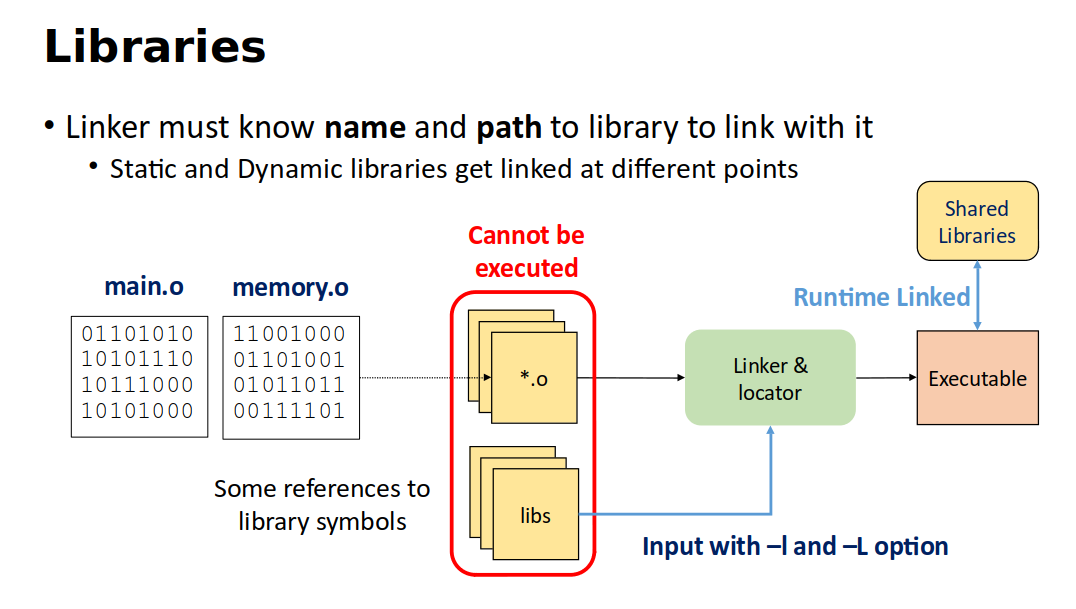 Libraries
• Linker must know name and path to library to link with it
• Static and Dynamic libraries get linked at different points
Shared
Libraries
Cannot be
executed
main.o
memory.o
Runtime Linked
01101010
10101110
10111000
10101000
11001000
01101001
01011011
00111101
*.o
Linker &
locator
Executable
Some references to
library symbols
libs
Input with –l and –L option